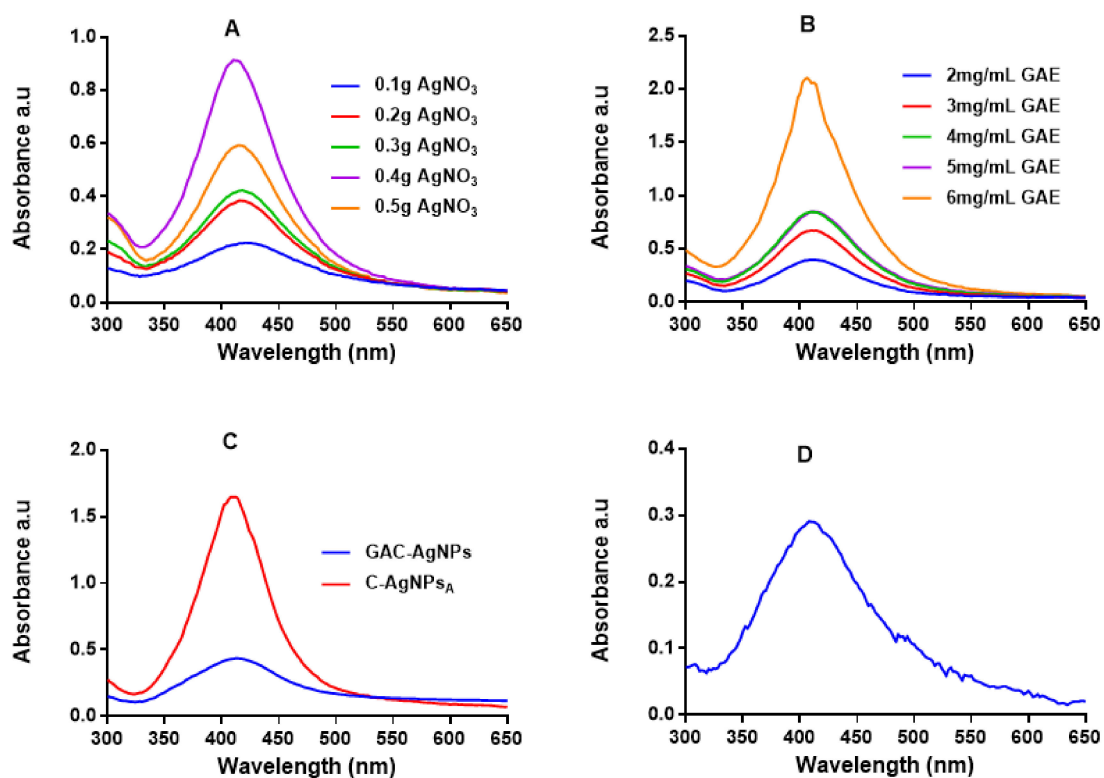 A
Absorbance a.u
1.0
0.8
0.6
0.4
0.2
0.0
300 350 400 450 500 550 600 650
Wavelength (nm)
0.1g AgNO₃
0.2g AgNO₃
0.3g AgNO₃
0.4g AgNO₃
0.5g AgNO₃
B
Absorbance a.u
2.5
2.0
1.5
1.0
0.5
0.0
300 350 400 450 500 550 600 650
Wavelength (nm)
2mg/mL GAE
3mg/mL GAE
4mg/mL GAE
5mg/mL GAE
6mg/mL GAE
C
Absorbance a.u
2.0
1.5
1.0
0.5
0.0
300 350 400 450 500 550 600 650
Wavelength (nm)
GAC-AgNPs
C-AgNPs_A
D
Absorbance a.u
0.4
0.3
0.2
0.1
0.0
300 350 400 450 500 550 600 650
Wavelength (nm)